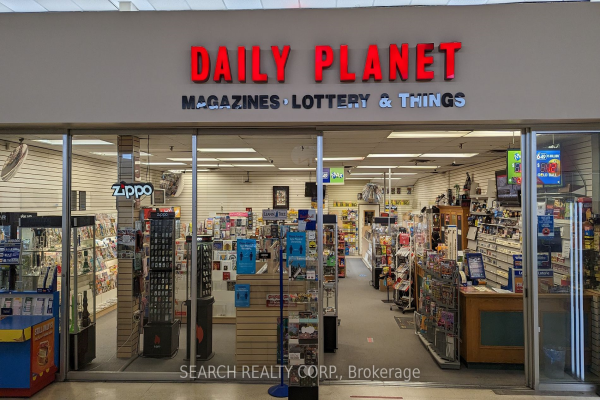 DAILY PLANET
MAGAZINES · LOTTERY & THINGS
zippo
SEARCH REALTY CORP., Brokerage